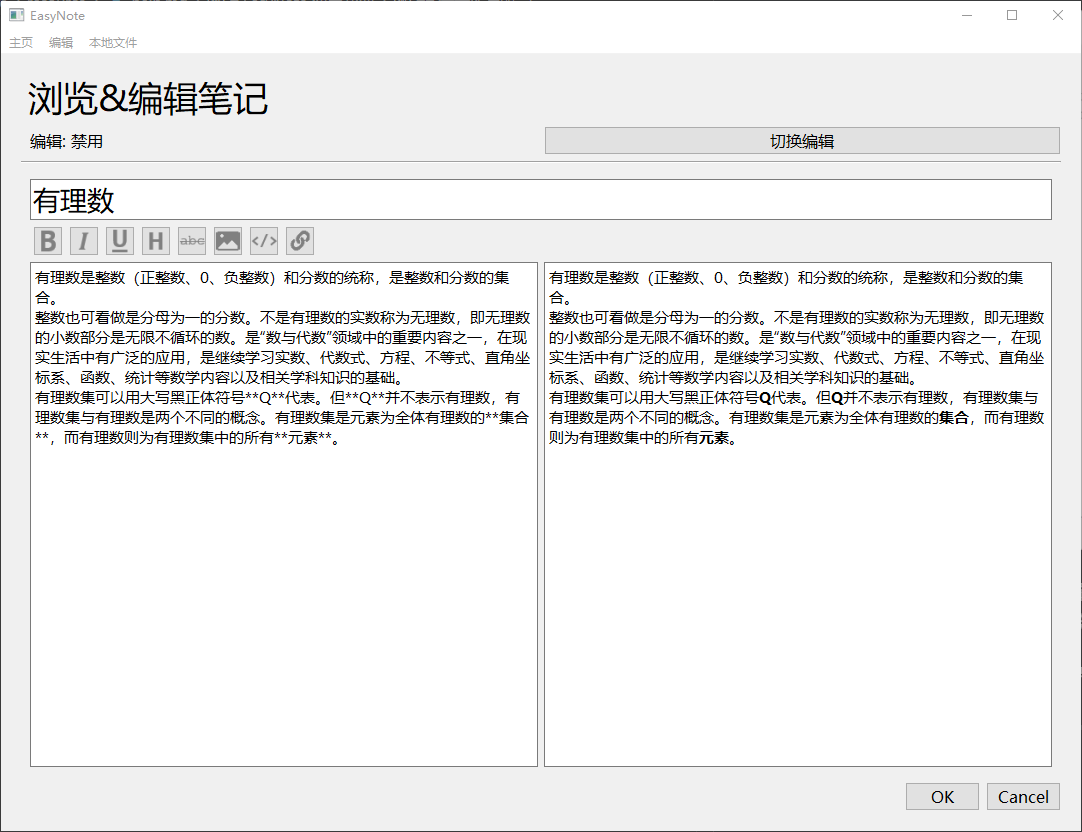 EasyNote
主页 编辑 本地文件
浏览&编辑笔记
编辑: 禁用
切换编辑
有理数
B I U H abc </>
有理数是整数（正整数、0、负整数）和分数的统称，是整数和分数的集
合。
整数也可看做是分母为一的分数。不是有理数的实数称为无理数，即无理数
的小数部分是无限不循环的数。是“数与代数”领域中的重要内容之一，在现
实生活中有广泛的应用，是继续学习实数、代数式、方程、不等式、直角坐
标系、函数、统计等数学内容以及相关学科知识的基础。
有理数集可以用大写黑正体符号**Q**代表。但**Q**并不表示有理数，有
理数集与有理数是两个不同的概念。有理数集是元素为全体有理数的**集合
**，而有理数则为有理数集中的所有**元素**。
有理数是整数（正整数、0、负整数）和分数的统称，是整数和分数的集
合。
整数也可看做是分母为一的分数。不是有理数的实数称为无理数，即无理数
的小数部分是无限不循环的数。是“数与代数”领域中的重要内容之一，在现
实生活中有广泛的应用，是继续学习实数、代数式、方程、不等式、直角坐
标系、函数、统计等数学内容以及相关学科知识的基础。
有理数集可以用大写黑正体符号Q代表。但Q并不表示有理数，有理数集与
有理数是两个不同的概念。有理数集是元素为全体有理数的集合，而有理数
则为有理数集中的所有元素。
OK Cancel